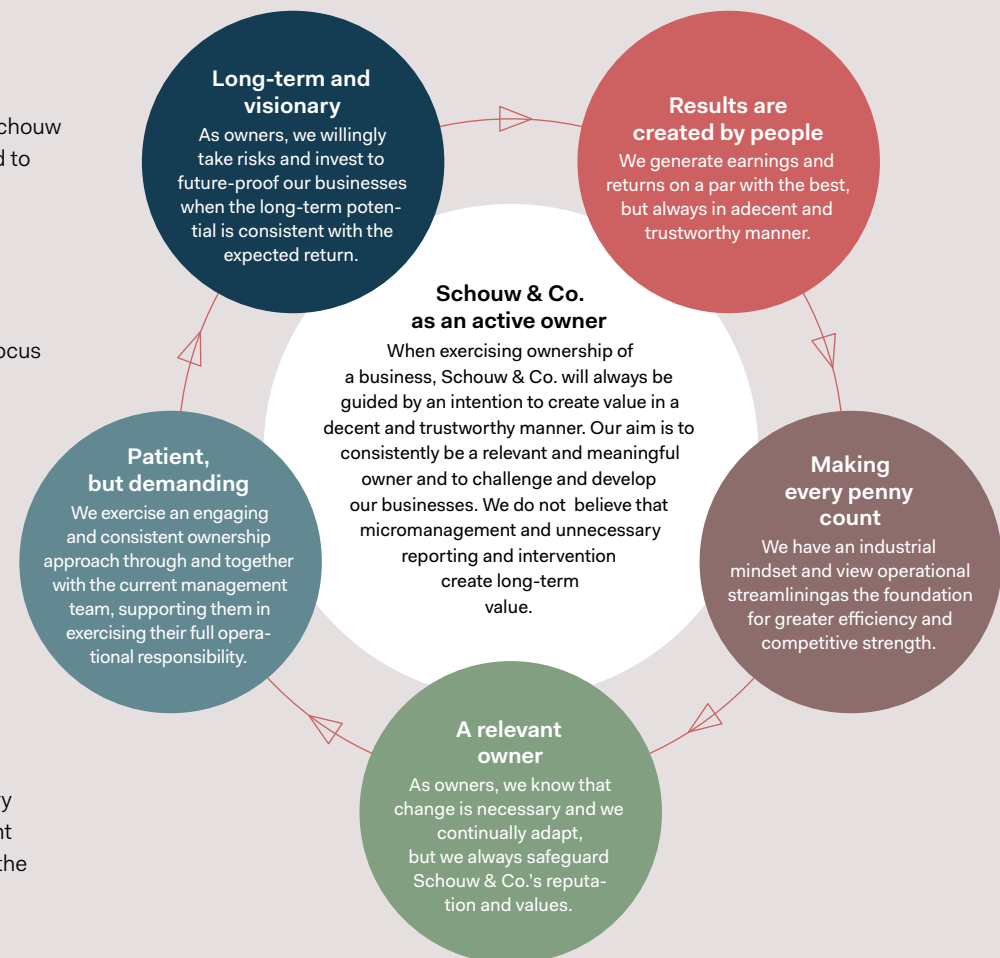 chouw
d to
ocus
ry
nt
the
Long-term and
visionary
As owners, we willingly
take risks and invest to
future-proof our businesses
when the long-term poten-
tial is consistent with the
expected return.
Results are
created by people
We generate earnings and
returns on a par with the best,
but always in adecent and
trustworthy manner.
Schouw & Co.
as an active owner
When exercising ownership of
a business, Schouw & Co. will always be
guided by an intention to create value in a
decent and trustworthy manner. Our aim is to
consistently be a relevant and meaningful
owner and to challenge and develop
our businesses. We do not believe that
micromanagement and unnecessary
reporting and intervention
create long-term
value.
Making
every penny
count
We have an industrial
mindset and view operational
streamliningas the foundation
for greater efficiency and
competitive strength.
A relevant
owner
As owners, we know that
change is necessary and we
continually adapt,
but we always safeguard
Schouw & Co.'s reputa-
tion and values.
Patient,
but demanding
We exercise an engaging
and consistent ownership
approach through and together
with the current management
team, supporting them in
exercising their full opera-
tional responsibility.